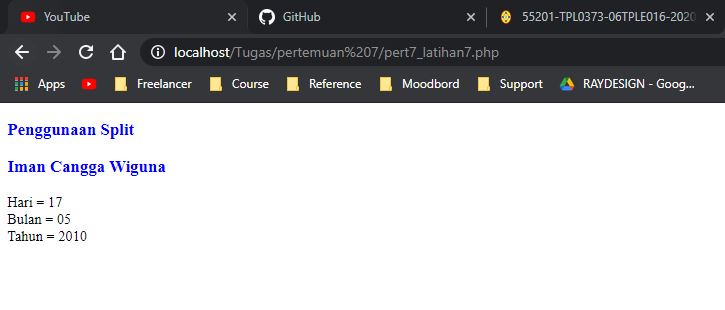 YouTube
GitHub
55201-TPL0373-06TPLE016-2020
localhost/Tugas/pertemuan%207/pert7_latihan7.php
Apps Freelancer Course Reference Moodbord Support RAYDESIGN - Goog...
Penggunaan Split
Iman Cangga Wiguna
Hari = 17
Bulan = 05
Tahun = 2010